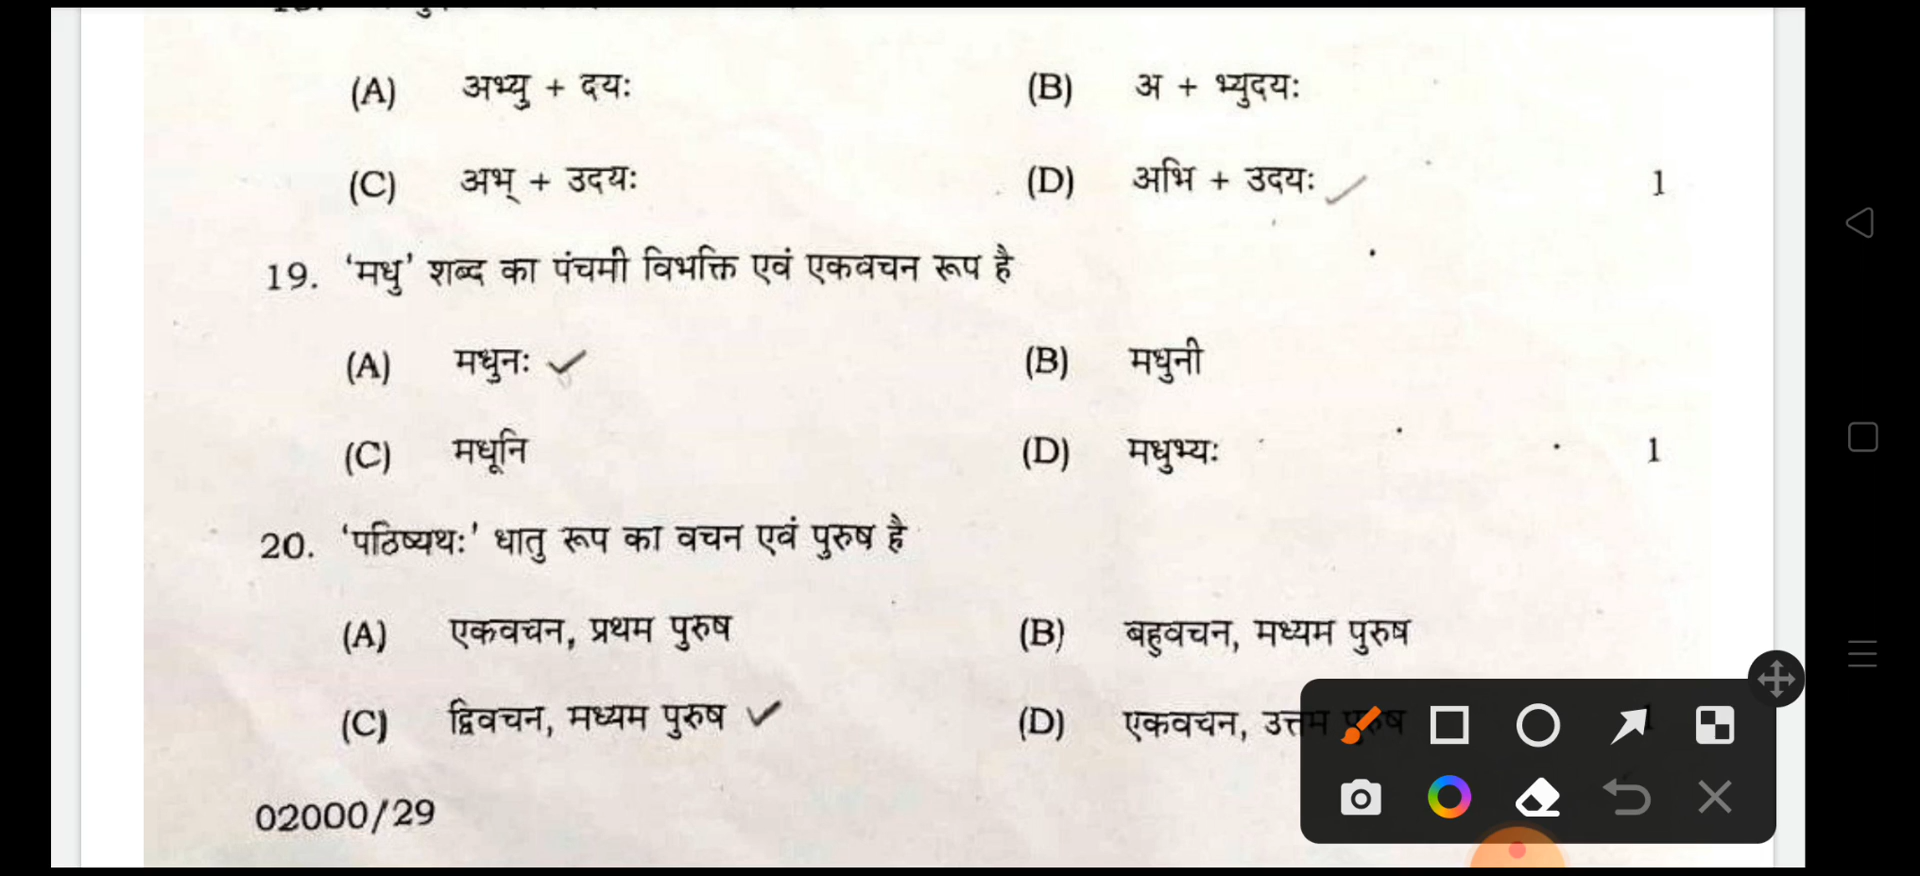 (A) अभ्यु + दयः (B) अ + भ्युदयः
(C) अभ् + उदयः (D) अभि + उदयः 1
19. ‘मधु’ शब्द का पंचमी विभक्ति एवं एकवचन रूप है
(A) मधुनः (B) मधुनी
(C) मधूनि (D) मधुभ्यः 1
20. ‘पठिष्यथः’ धातु रूप का वचन एवं पुरुष है
(A) एकवचन, प्रथम पुरुष (B) बहुवचन, मध्यम पुरुष
(C) द्विवचन, मध्यम पुरुष (D) एकवचन, उत्तम पुरुष 1
02000/29